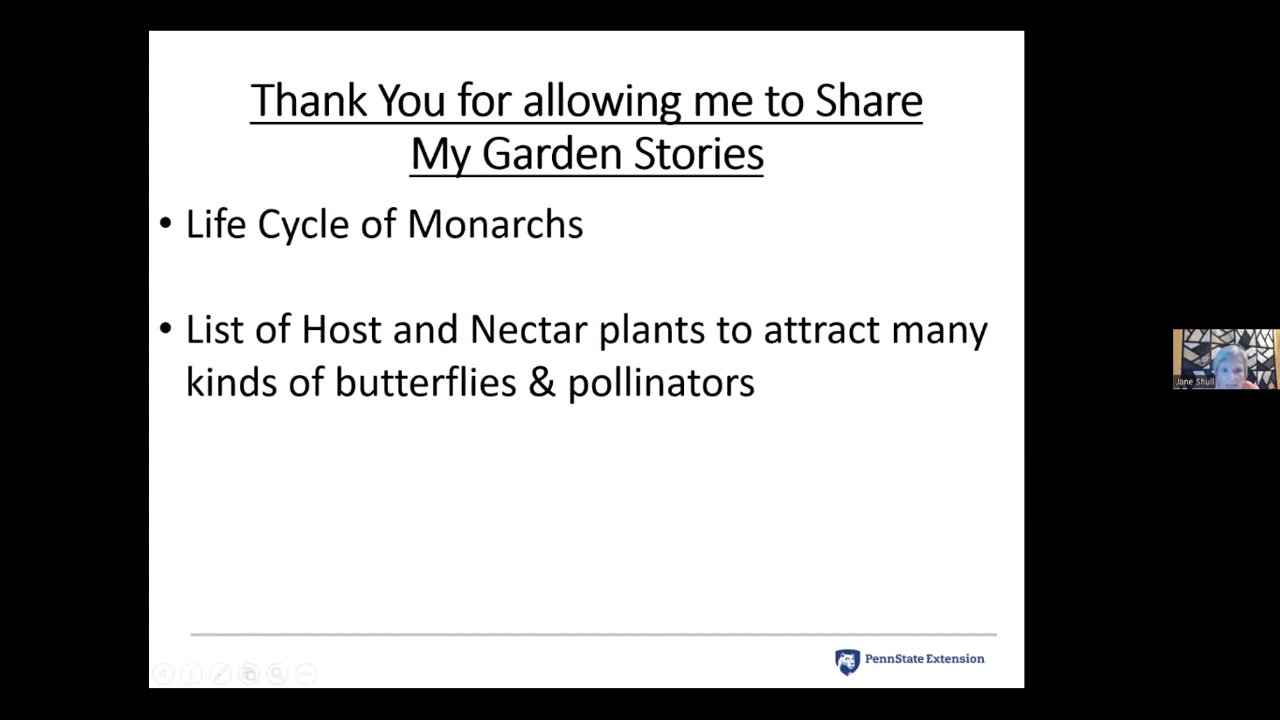 Thank You for allowing me to Share
My Garden Stories
• Life Cycle of Monarchs
• List of Host and Nectar plants to attract many
kinds of butterflies & pollinators
Jane Shull
PennState Extension